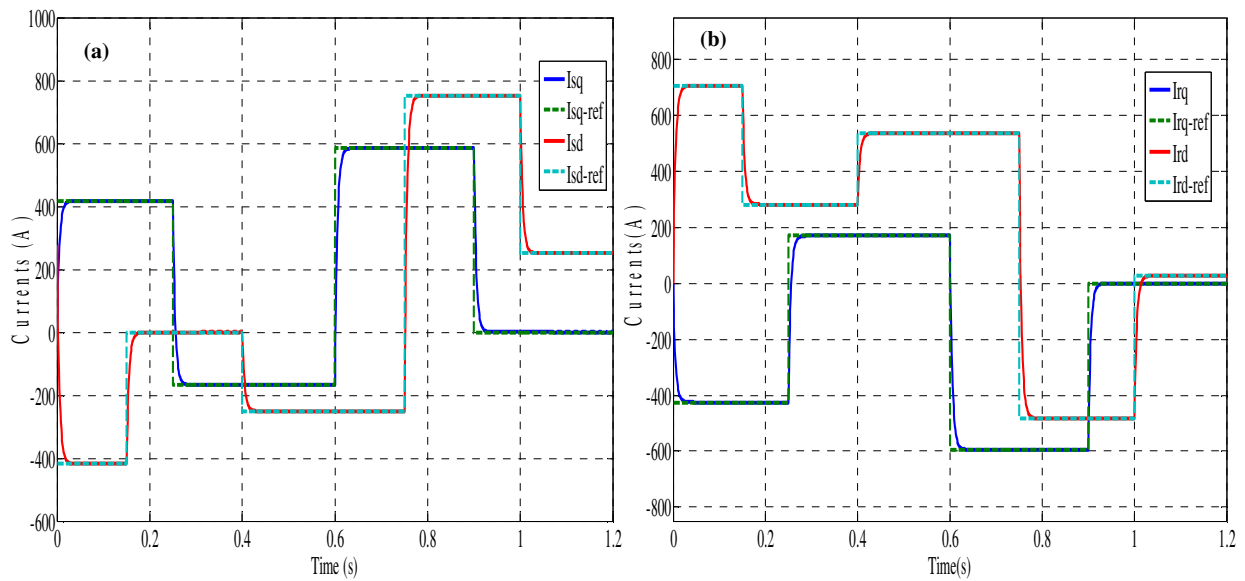 (a)
1000
800
600
400
200
0
-200
-400
-600
Currents (A)
Isq
Isq-ref
Isd
Isd-ref
0 0.2 0.4 0.6 0.8 1 1.2
Time (s)
(b)
800
600
400
200
0
-200
-400
-600
-800
Currents (A)
Irq
Irq-ref
Ird
Ird-ref
0 0.2 0.4 0.6 0.8 1 1.2
Time(s)